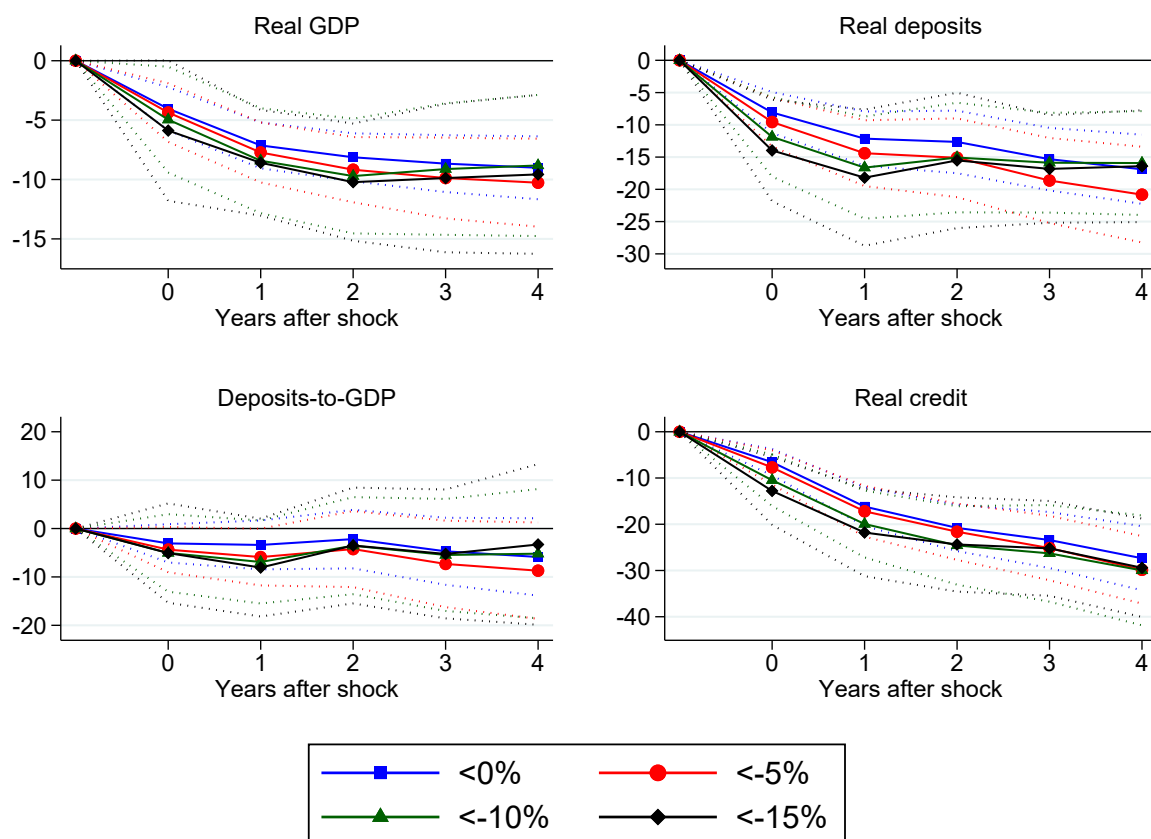 Real GDP
0
-5
-10
-15
0 1 2 3 4
Years after shock
Real deposits
0
-5
-10
-15
-20
-25
-30
0 1 2 3 4
Years after shock
Deposits-to-GDP
20
10
0
-10
-20
0 1 2 3 4
Years after shock
Real credit
0
-10
-20
-30
-40
0 1 2 3 4
Years after shock
<0% <-5%
<-10% <-15%